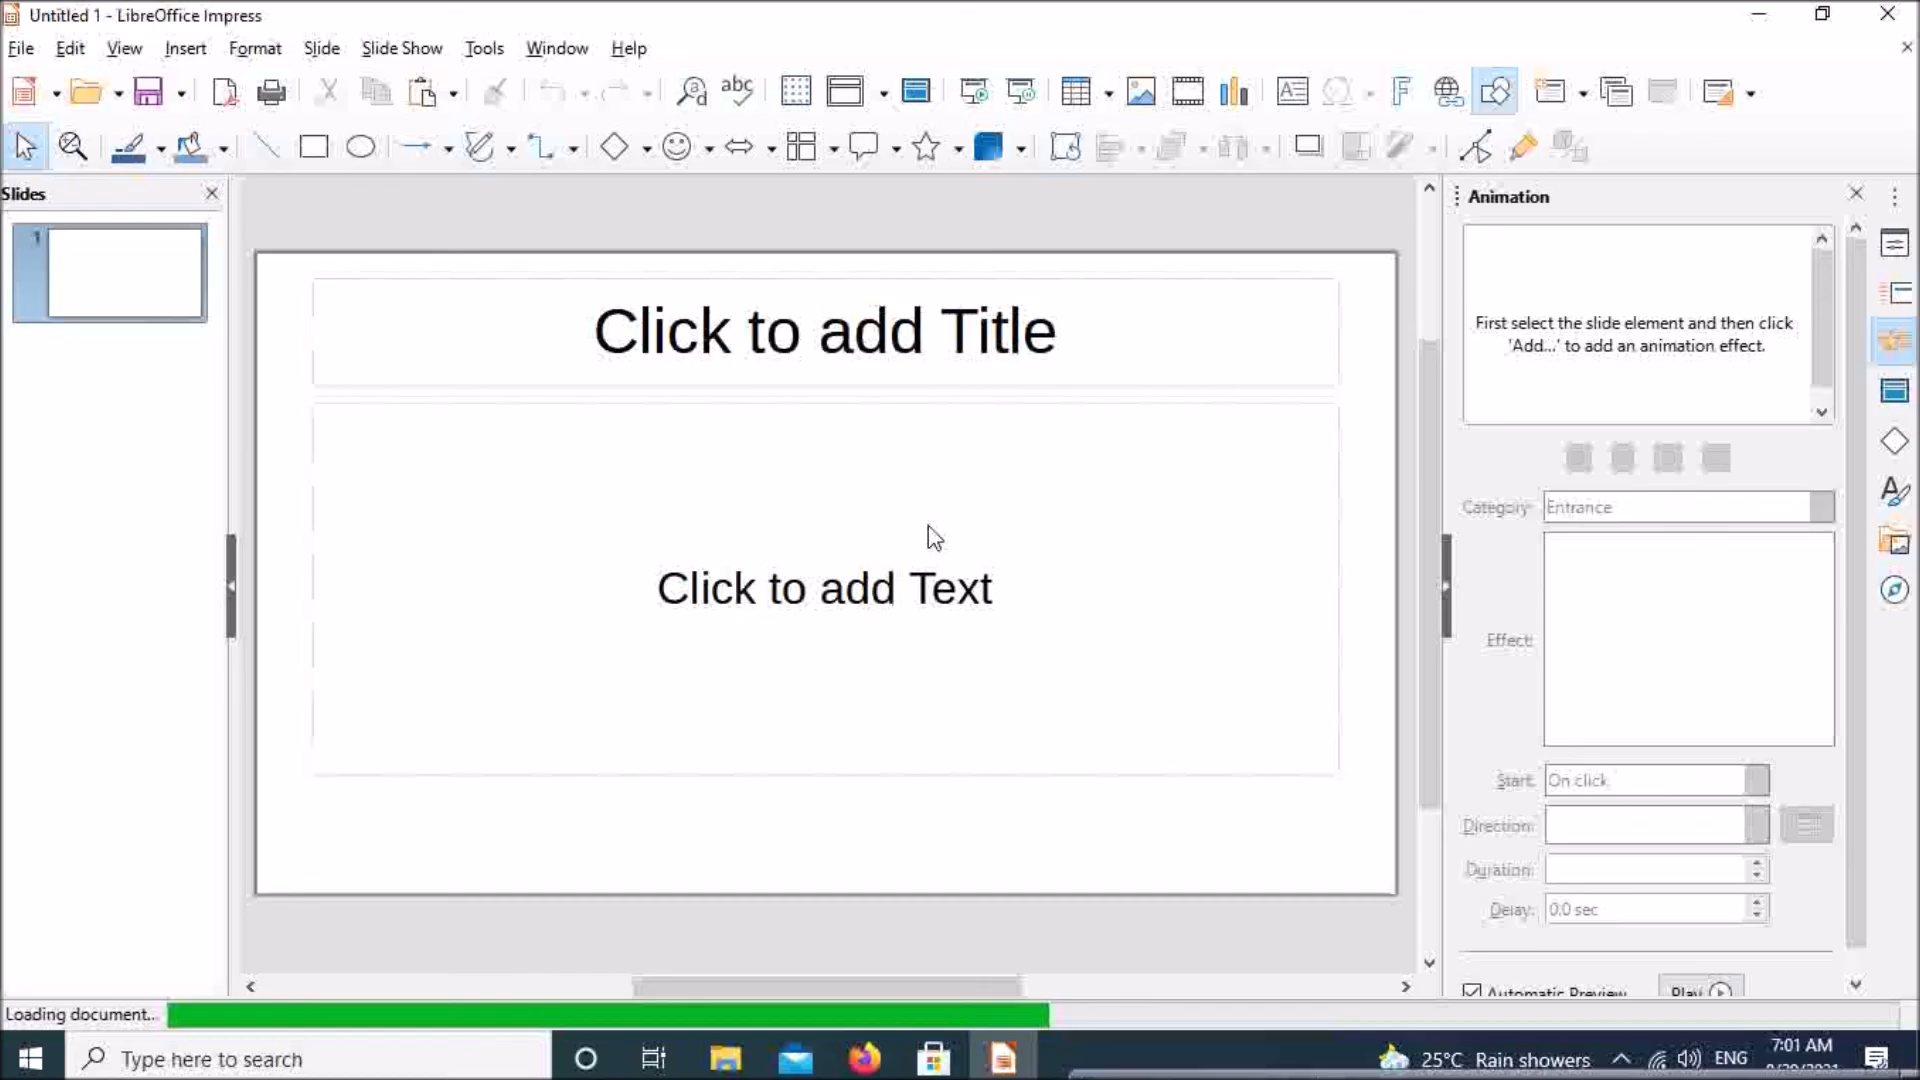 Untitled 1 - LibreOffice Impress
File Edit View Insert Format Slide Slide Show Tools Window Help
Slides
1
Click to add Title
Click to add Text
Animation
First select the slide element and then click
'Add...' to add an animation effect.
Category: Entrance
Effect:
Start: On click
Direction:
Duration:
Delay: 0.0 sec
Automatic Preview Play
Loading document...
Type here to search
25°C Rain showers
ENG
7:01 AM